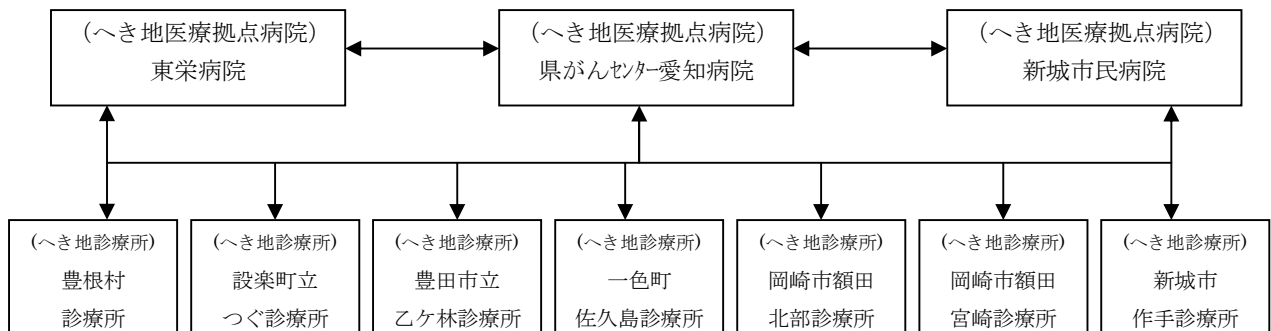 (へき地医療拠点病院)
東栄病院
(へき地医療拠点病院)
県がんセンター愛知病院
(へき地医療拠点病院)
新城市民病院
(へき地診療所)
豊根村
診療所
(へき地診療所)
設楽町立
つぐ診療所
(へき地診療所)
豊田市立
乙ケ林診療所
(へき地診療所)
一色町
佐久島診療所
(へき地診療所)
岡崎市額田
北部診療所
(へき地診療所)
岡崎市額田
宮崎診療所
(へき地診療所)
新城市
作手診療所